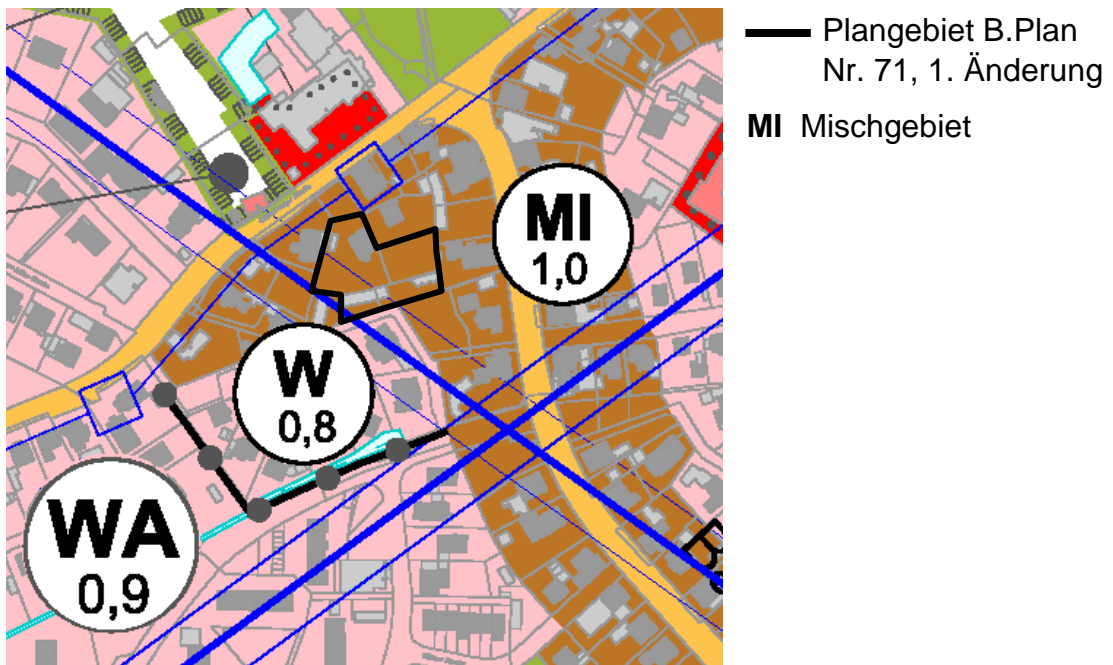 Plangebiet B.Plan
Nr. 71, 1. Änderung
MI Mischgebiet
MI
1,0
W
0,8
WA
0,9